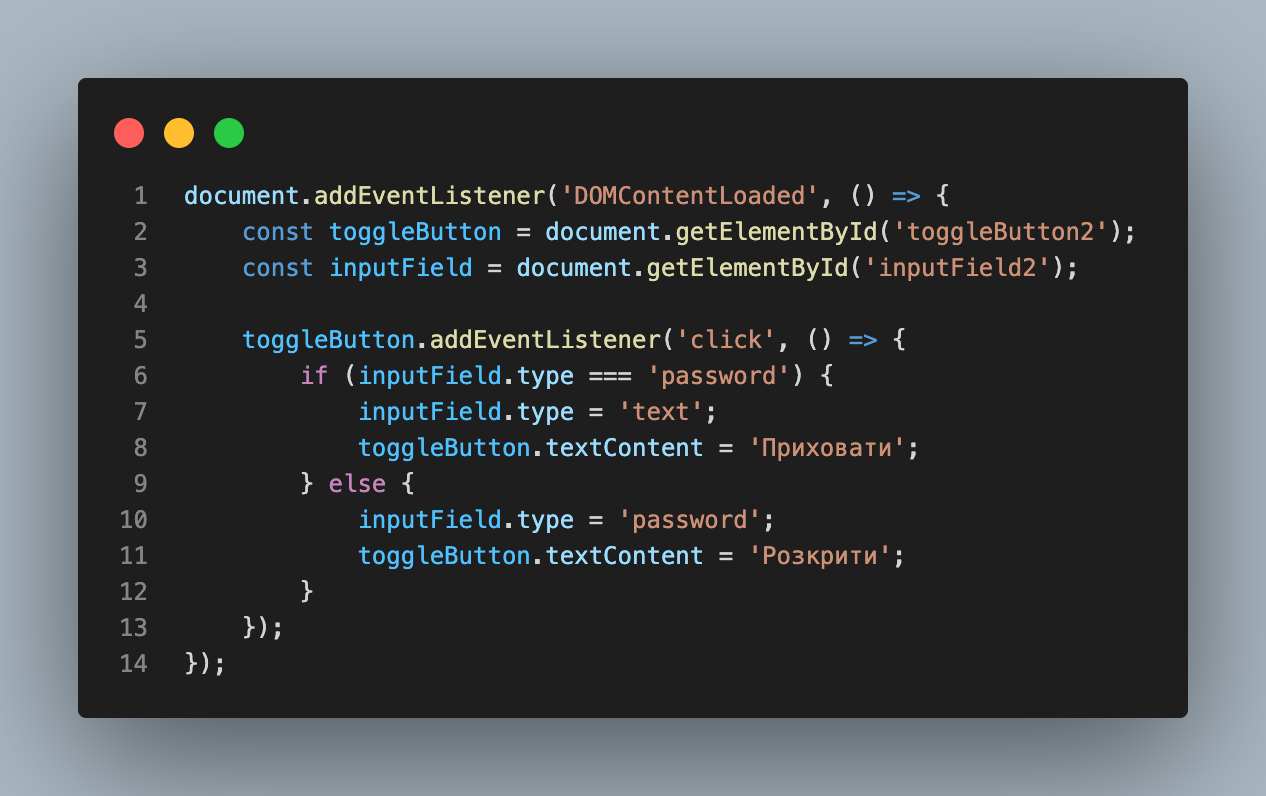 1 document.addEventListener('DOMContentLoaded', () => {
2     const toggleButton = document.getElementById('toggleButton2');
3     const inputField = document.getElementById('inputField2');
4
5     toggleButton.addEventListener('click', () => {
6         if (inputField.type === 'password') {
7             inputField.type = 'text';
8             toggleButton.textContent = 'Приховати';
9         } else {
10             inputField.type = 'password';
11             toggleButton.textContent = 'Розкрити';
12         }
13     });
14 });